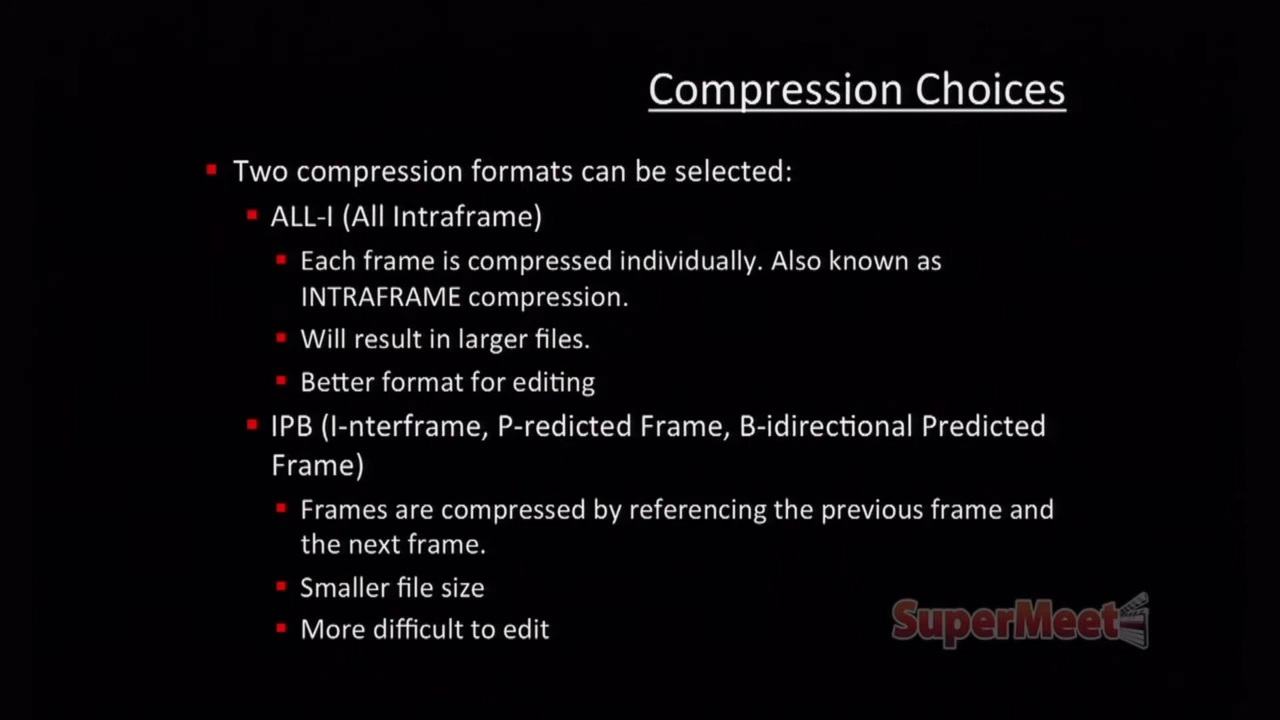 Compression Choices
Two compression formats can be selected:
ALL-I (All Intraframe)
Each frame is compressed individually. Also known as
INTRAFRAME compression.
Will result in larger files.
Better format for editing
IPB (I-nterframe, P-redicted Frame, B-idirectional Predicted
Frame)
Frames are compressed by referencing the previous frame and
the next frame.
Smaller file size
More difficult to edit
SuperMeet